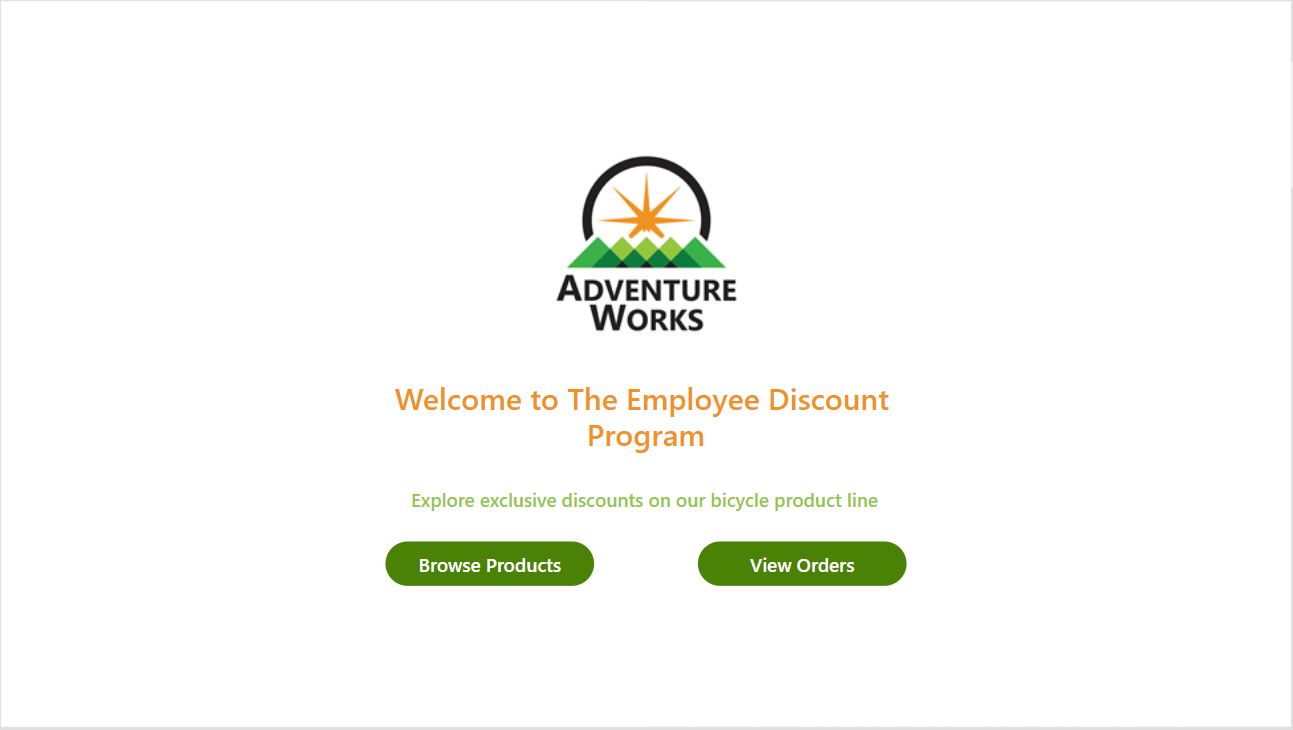 ADVENTURE
WORKS
Welcome to The Employee Discount
Program
Explore exclusive discounts on our bicycle product line
Browse Products
View Orders